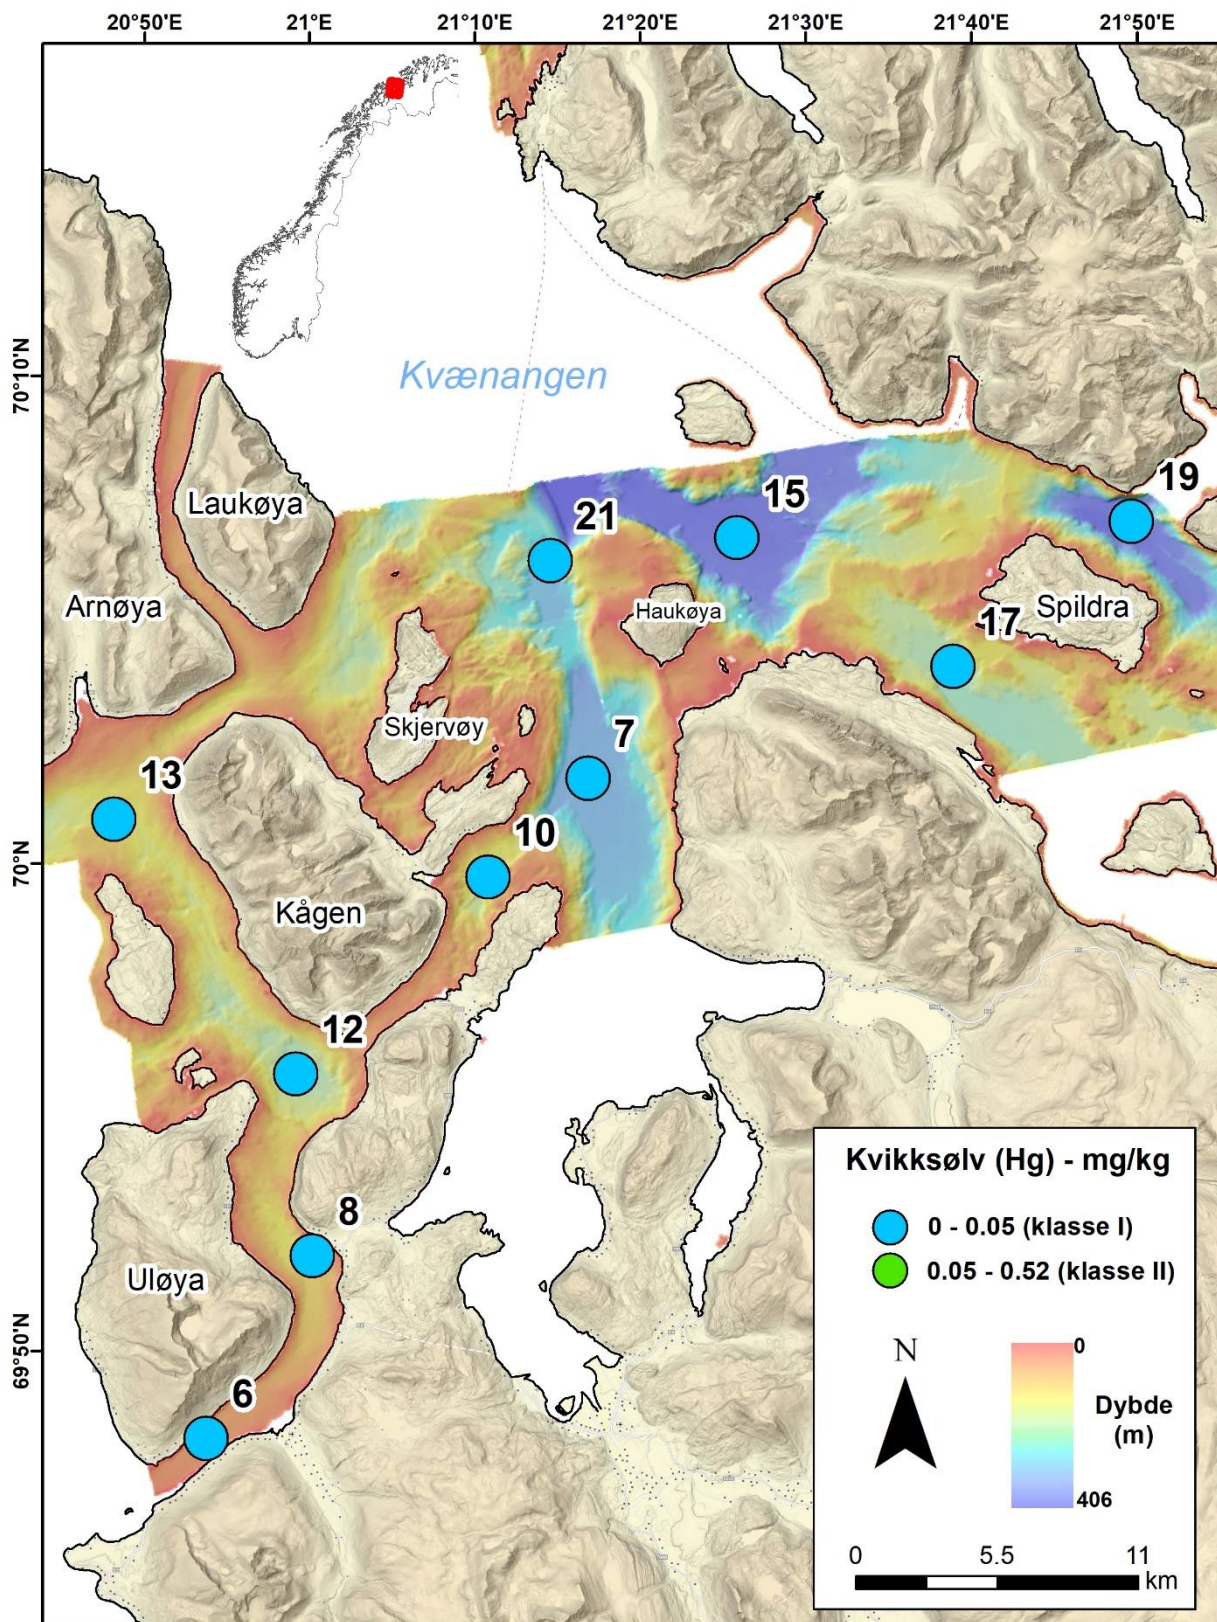 20°50'E 21°E 21°10'E 21°20'E 21°30'E 21°40'E 21°50'E
70°10'N
Kvænangen
Laukøya
15
19
21
Arnøya
Haukøya
Spildra
17
Skjervøy
7
13
10
70°N
Kågen
12
8
Uløya
69°50'N
6
Kvikksølv (Hg) - mg/kg
0 - 0.05 (klasse I)
0.05 - 0.52 (klasse II)
N
0
Dybde
(m)
406
0 5.5 11
km